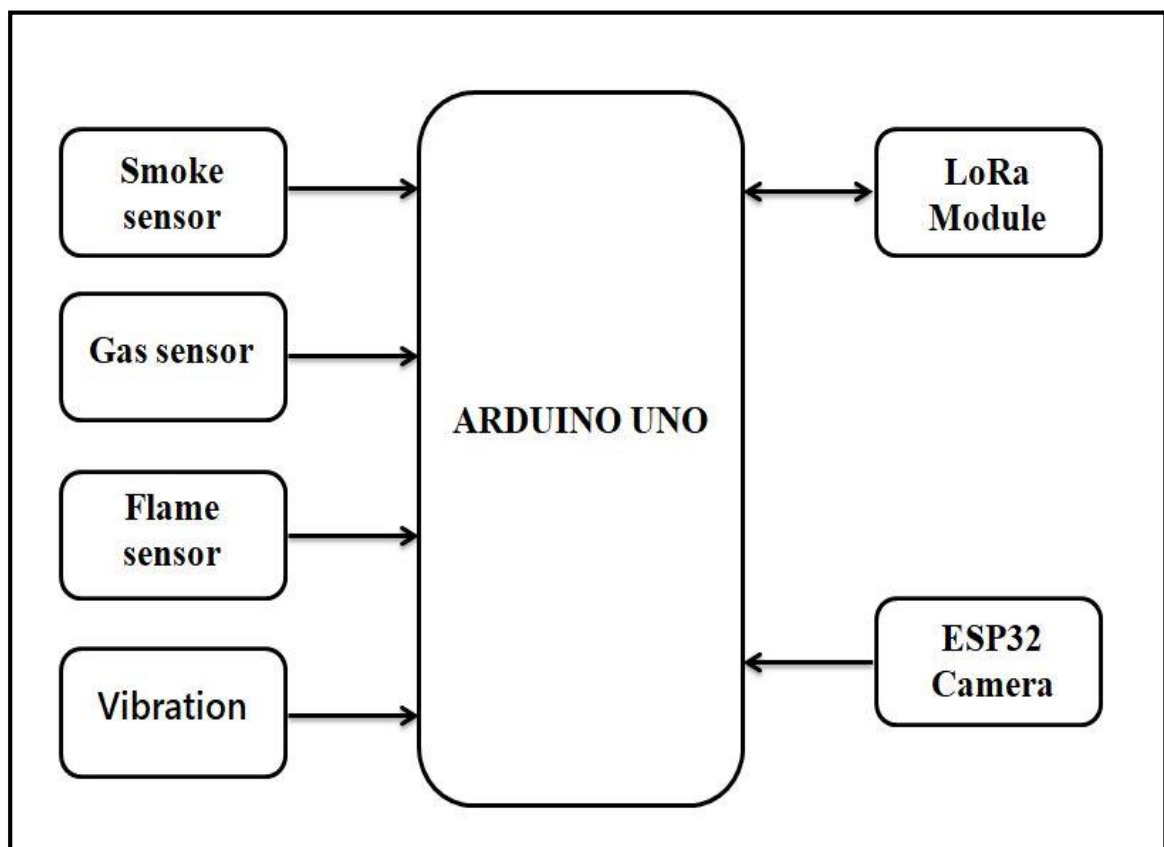 Smoke
sensor
Gas sensor
Flame
sensor
Vibration
ARDUINO UNO
LoRa
Module
ESP32
Camera